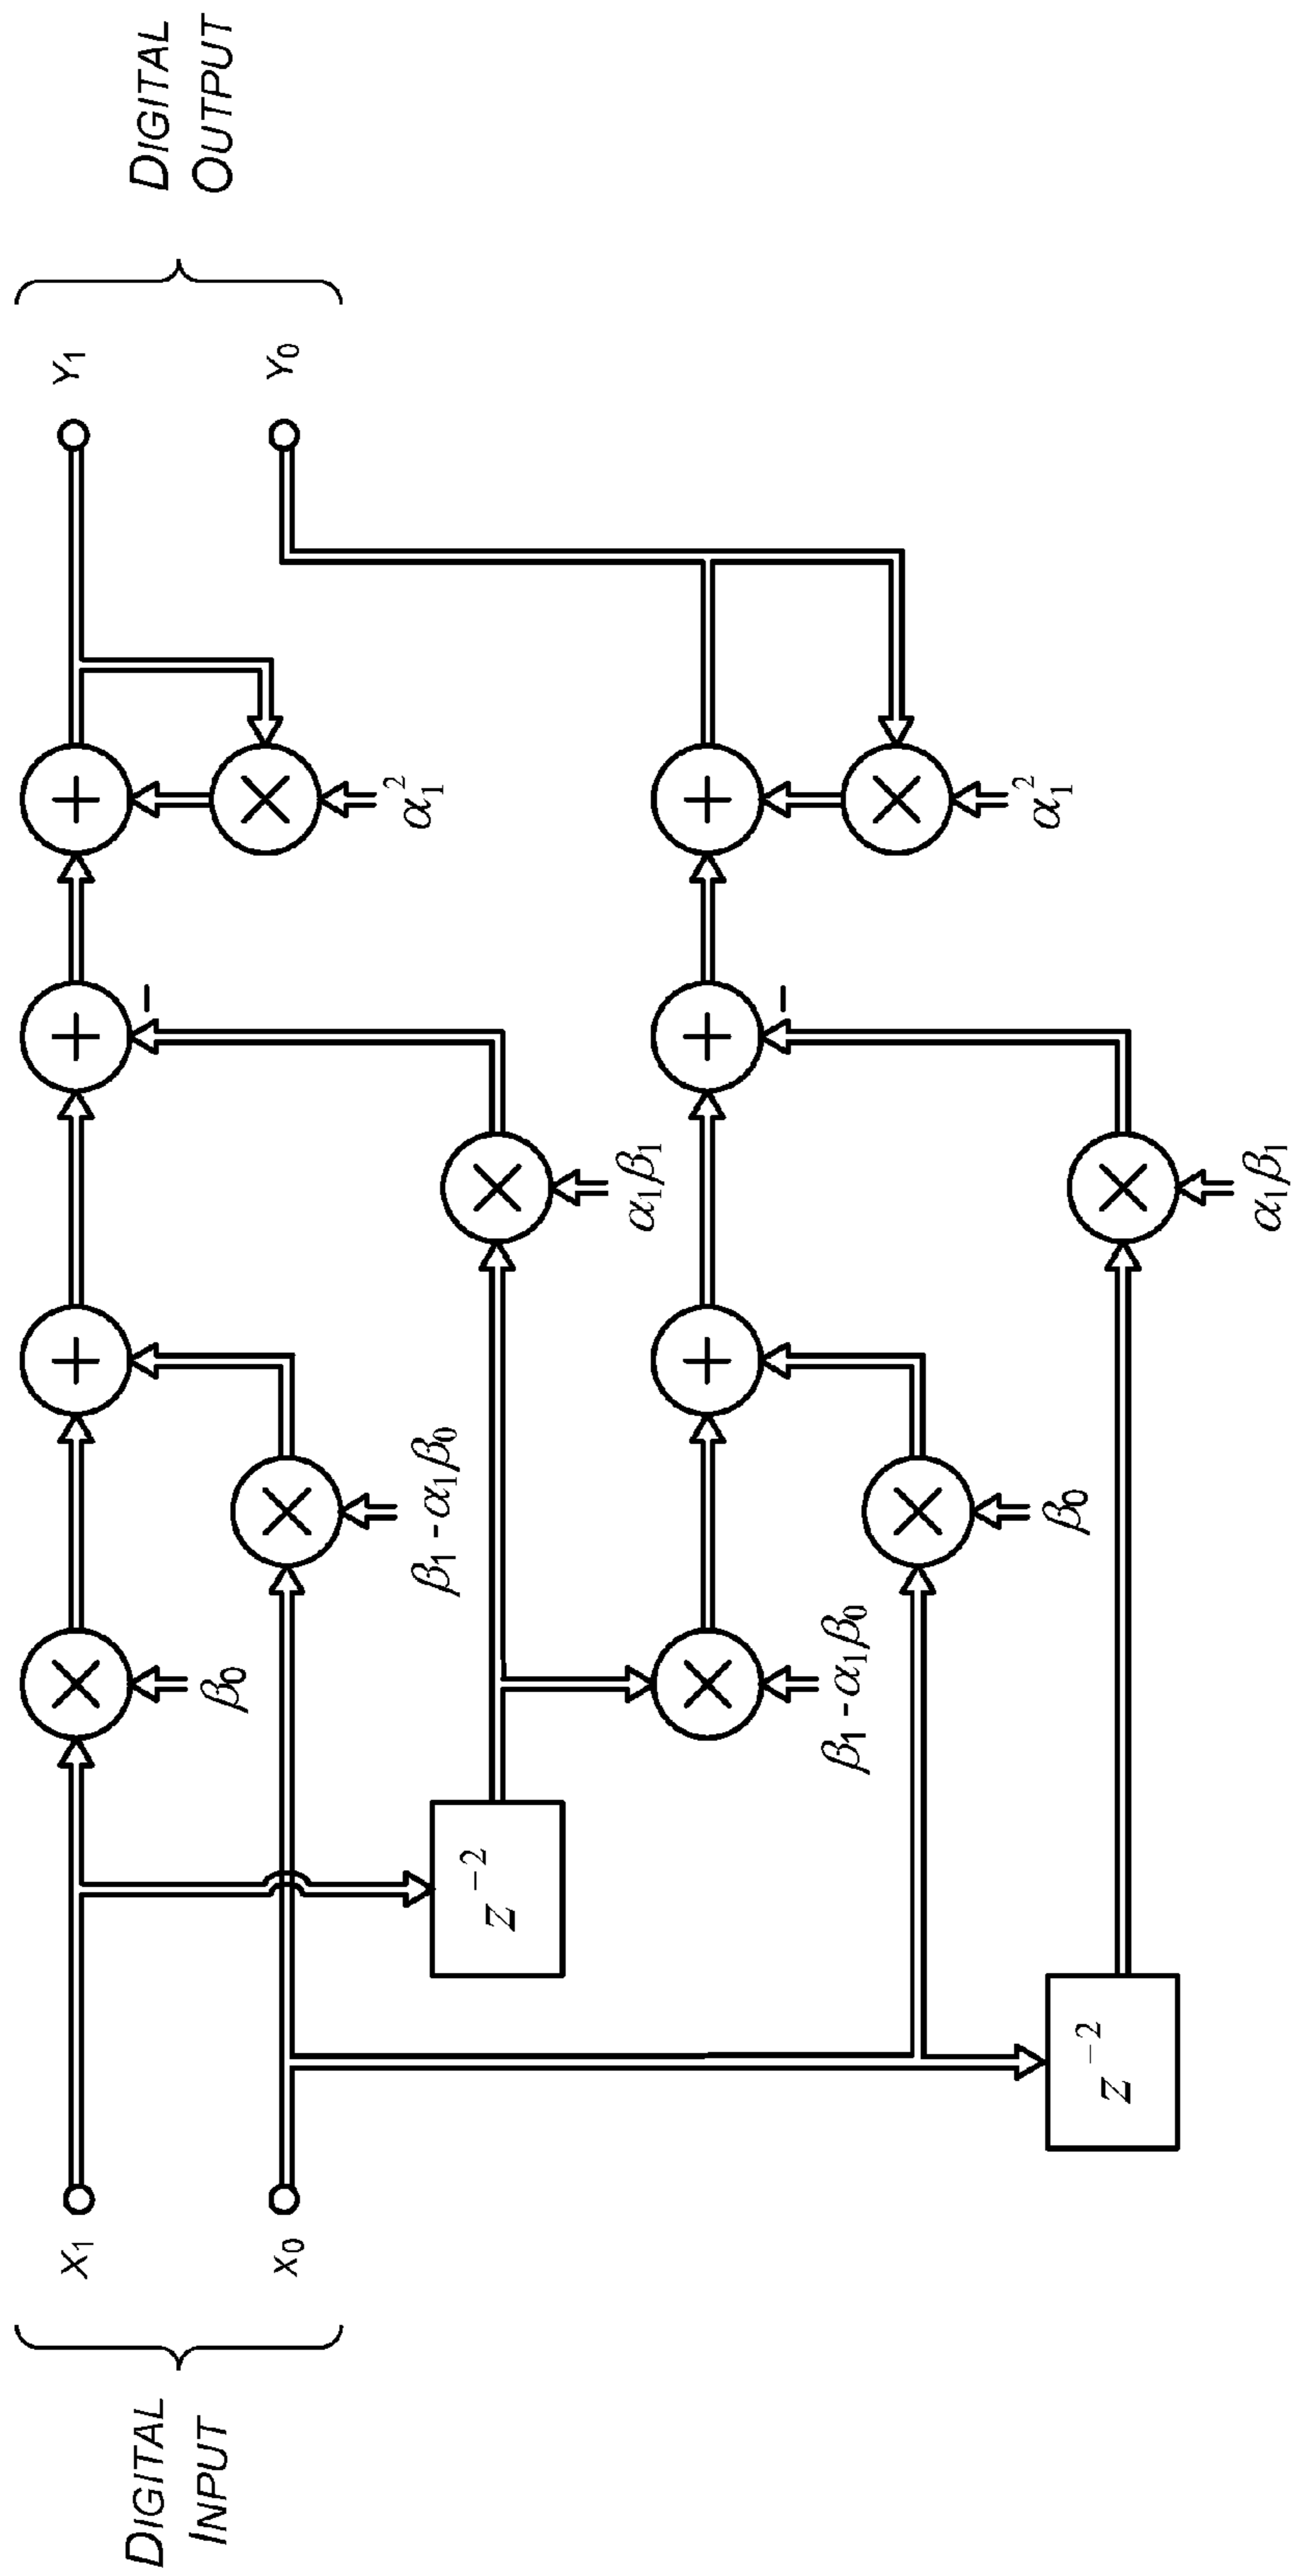 DIGITAL
INPUT
X₁
X₀
β₀
β₁ - α₁β₀
z⁻²
α₁β₁
α₁²
Y₁
Y₀
DIGITAL
OUTPUT
β₁ - α₁β₀
β₀
z⁻²
α₁β₁
α₁²
+
+
+
+
+
+
×
×
×
×
×
×
×
×
−
−